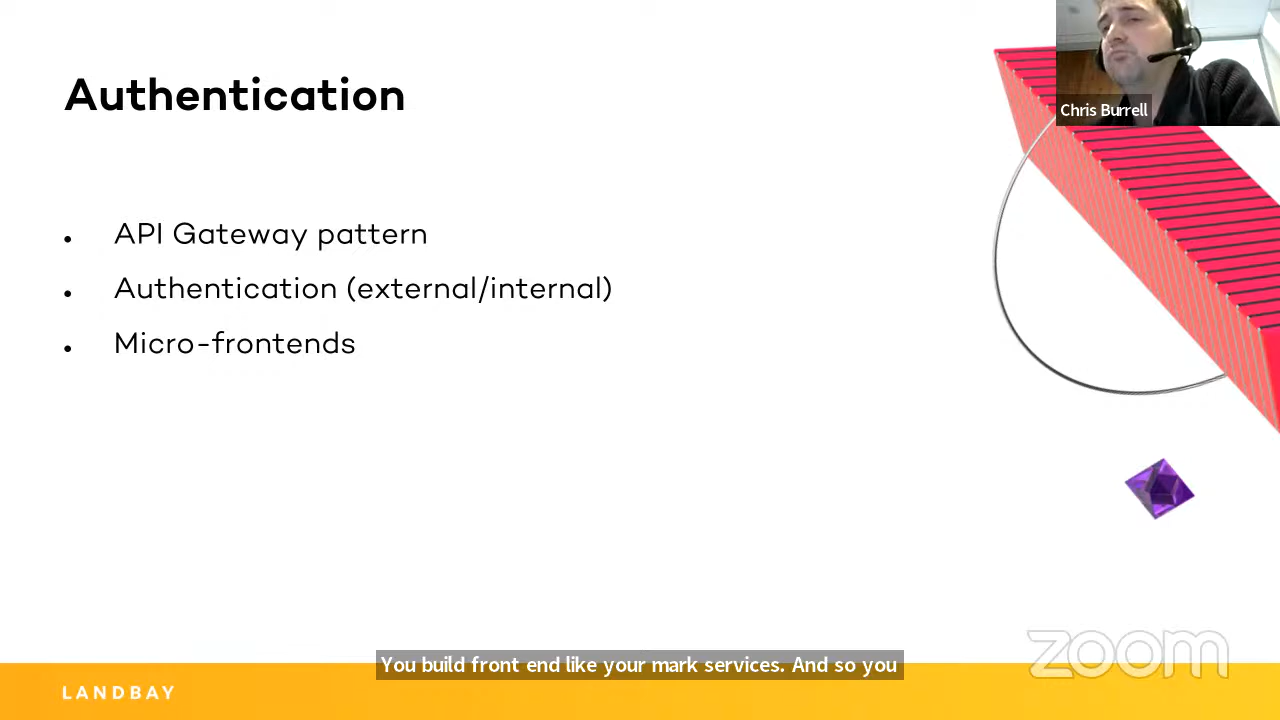 Authentication
Chris Burrell
• API Gateway pattern
• Authentication (external/internal)
• Micro-frontends
You build front end like your mark services. And so you
LANDBAY
zoom